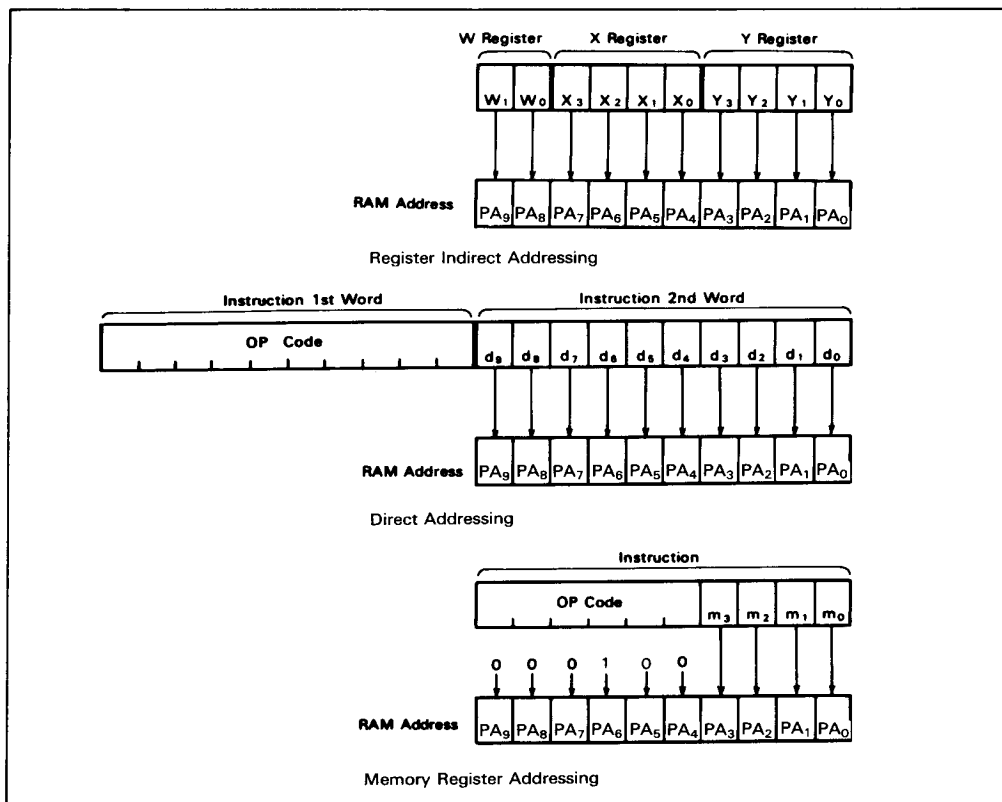 W Register X Register Y Register
W₁ W₀ X₃ X₂ X₁ X₀ Y₃ Y₂ Y₁ Y₀
RAM Address PA₉ PA₈ PA₇ PA₆ PA₅ PA₄ PA₃ PA₂ PA₁ PA₀
Register Indirect Addressing
Instruction 1st Word Instruction 2nd Word
OP Code d₉ d₈ d₇ d₆ d₅ d₄ d₃ d₂ d₁ d₀
RAM Address PA₉ PA₈ PA₇ PA₆ PA₅ PA₄ PA₃ PA₂ PA₁ PA₀
Direct Addressing
Instruction
OP Code m₃ m₂ m₁ m₀
0 0 0 1 0 0
RAM Address PA₉ PA₈ PA₇ PA₆ PA₅ PA₄ PA₃ PA₂ PA₁ PA₀
Memory Register Addressing